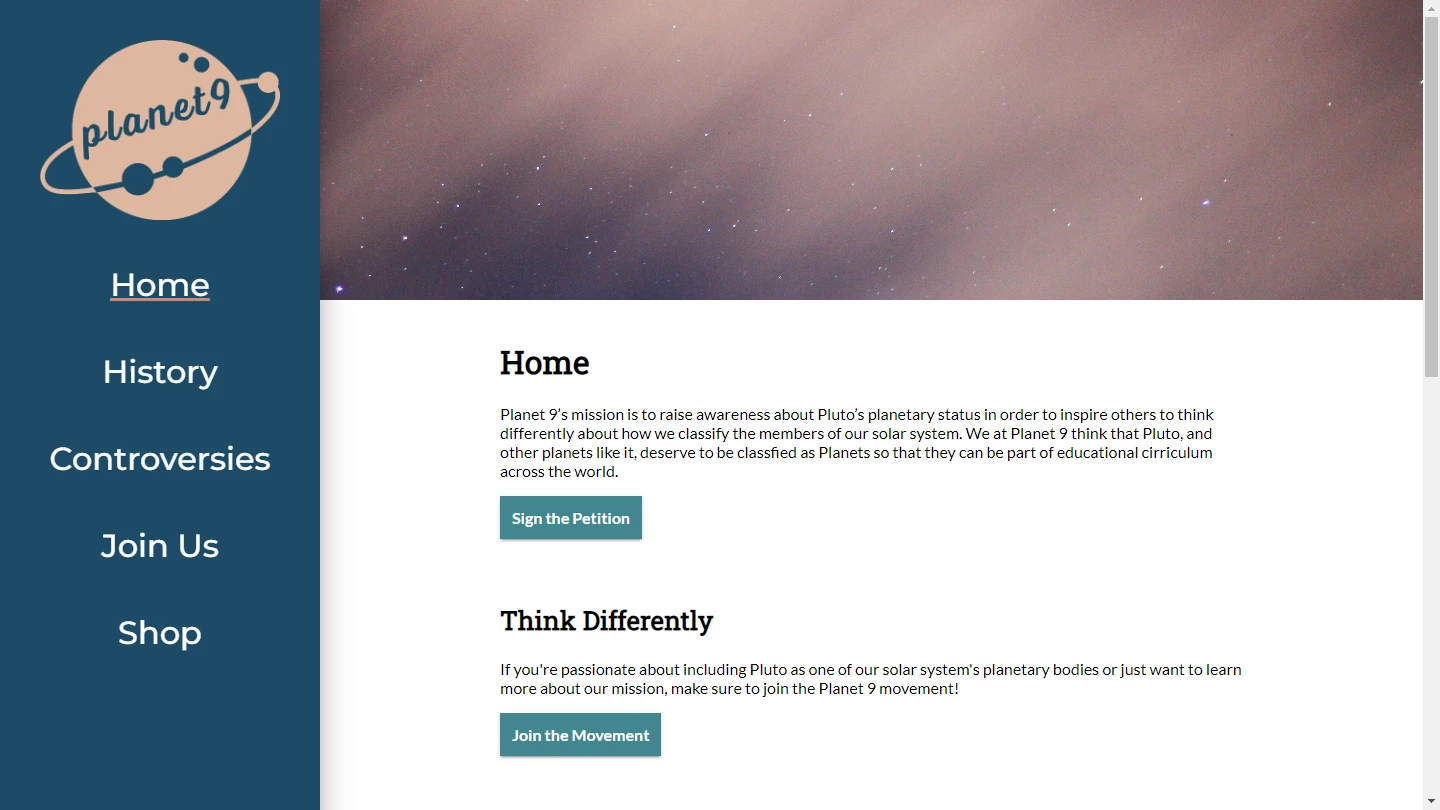 planet9
Home
History
Controversies
Join Us
Shop
Home
Planet 9’s mission is to raise awareness about Pluto’s planetary status in order to inspire others to think
differently about how we classify the members of our solar system. We at Planet 9 think that Pluto, and
other planets like it, deserve to be classfied as Planets so that they can be part of educational cirriculum
across the world.
Sign the Petition
Think Differently
If you're passionate about including Pluto as one of our solar system's planetary bodies or just want to learn
more about our mission, make sure to join the Planet 9 movement!
Join the Movement